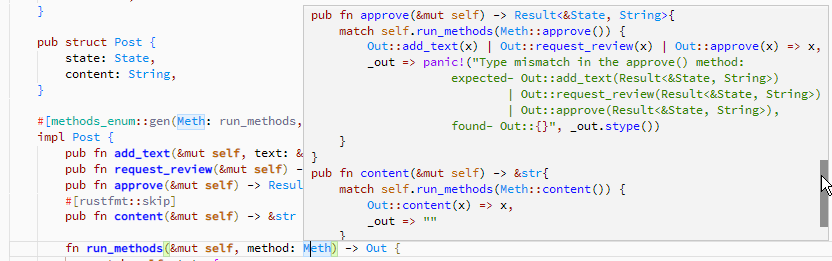 }
pub struct Post {
state: State,
content: String,
}
#[methods_enum::gen(Meth: run_methods,
impl Post {
pub fn add_text(&mut self, text: &
pub fn request_review(&mut self) -
pub fn approve(&mut self) -> Resul
#[rustfmt::skip]
pub fn content(&mut self) -> &str
fn run_methods(&mut self, method: Meth) -> Out {
pub fn approve(&mut self) -> Result<&State, String>{
match self.run_methods(Meth::approve()) {
Out::add_text(x) | Out::request_review(x) | Out::approve(x) => x,
_out => panic!("Type mismatch in the approve() method:
expected- Out::add_text(Result<&State, String>)
| Out::request_review(Result<&State, String>)
| Out::approve(Result<&State, String>),
found- Out::{}", _out.stype())
}
}
pub fn content(&mut self) -> &str{
match self.run_methods(Meth::content()) {
Out::content(x) => x,
_out => ""
}